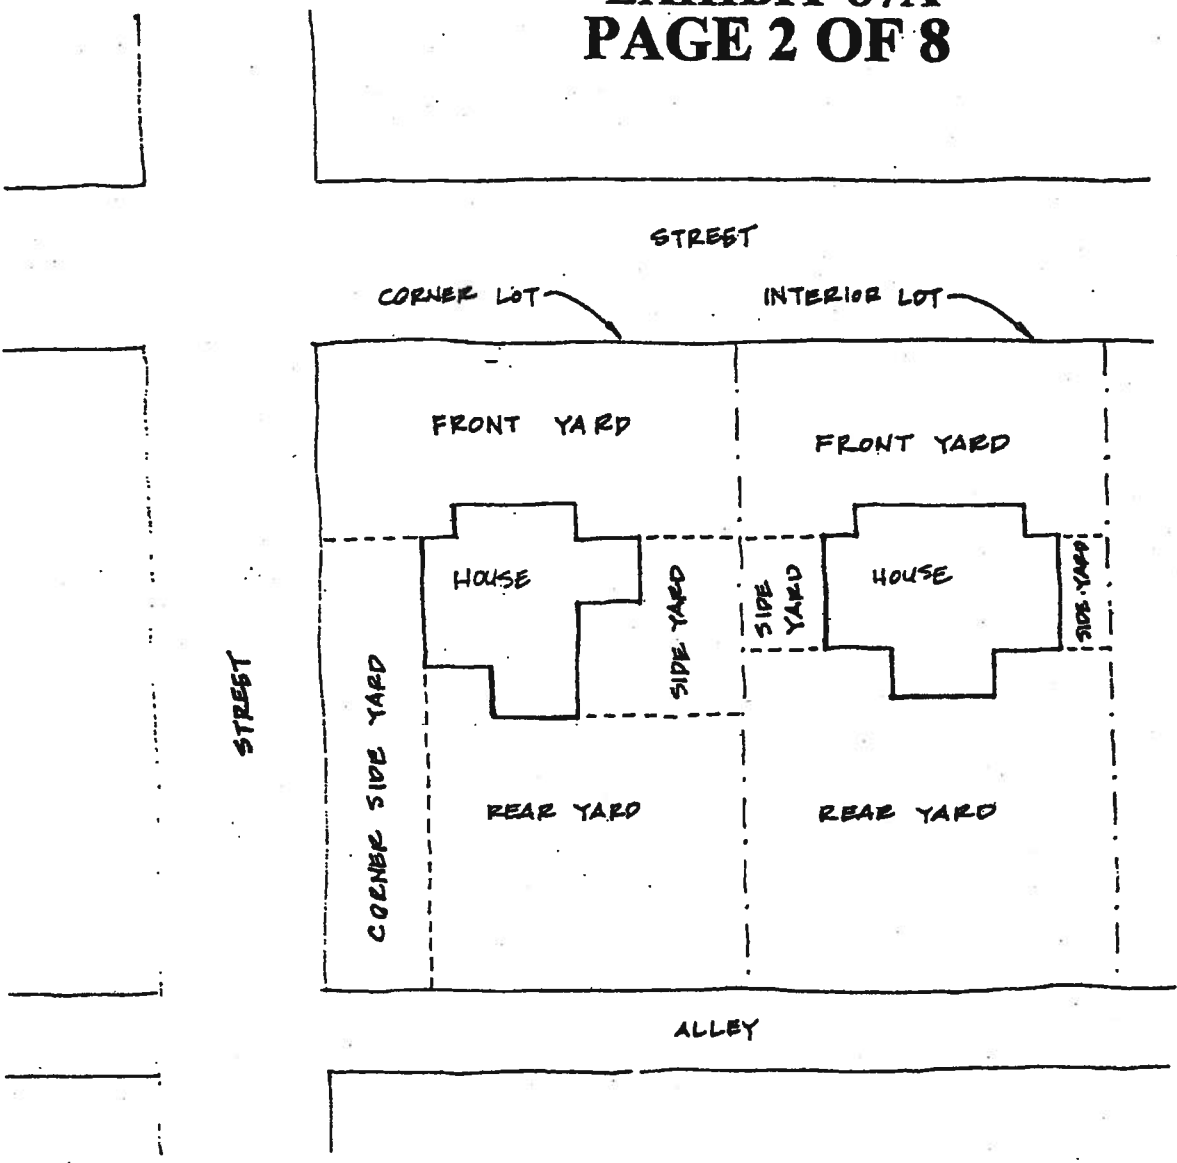 PAGE 2 OF 8
STREET
CORNER LOT
INTERIOR LOT
FRONT YARD
FRONT YARD
HOUSE
SIDE YARD
SIDE
YARD
HOUSE
SIDE YARD
STREET
CORNER SIDE YARD
REAR YARD
REAR YARD
ALLEY